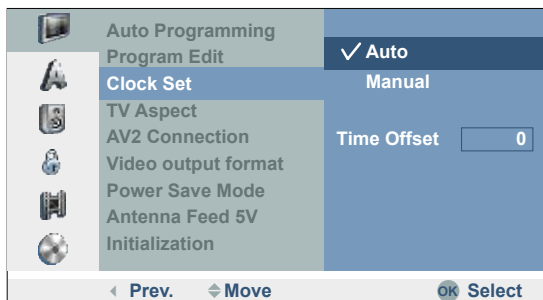 Auto Programming
Program Edit
Clock Set
TV Aspect
AV2 Connection
Video output format
Power Save Mode
Antenna Feed 5V
Initialization
Auto
Manual
Time Offset 0
Prev. Move OK Select